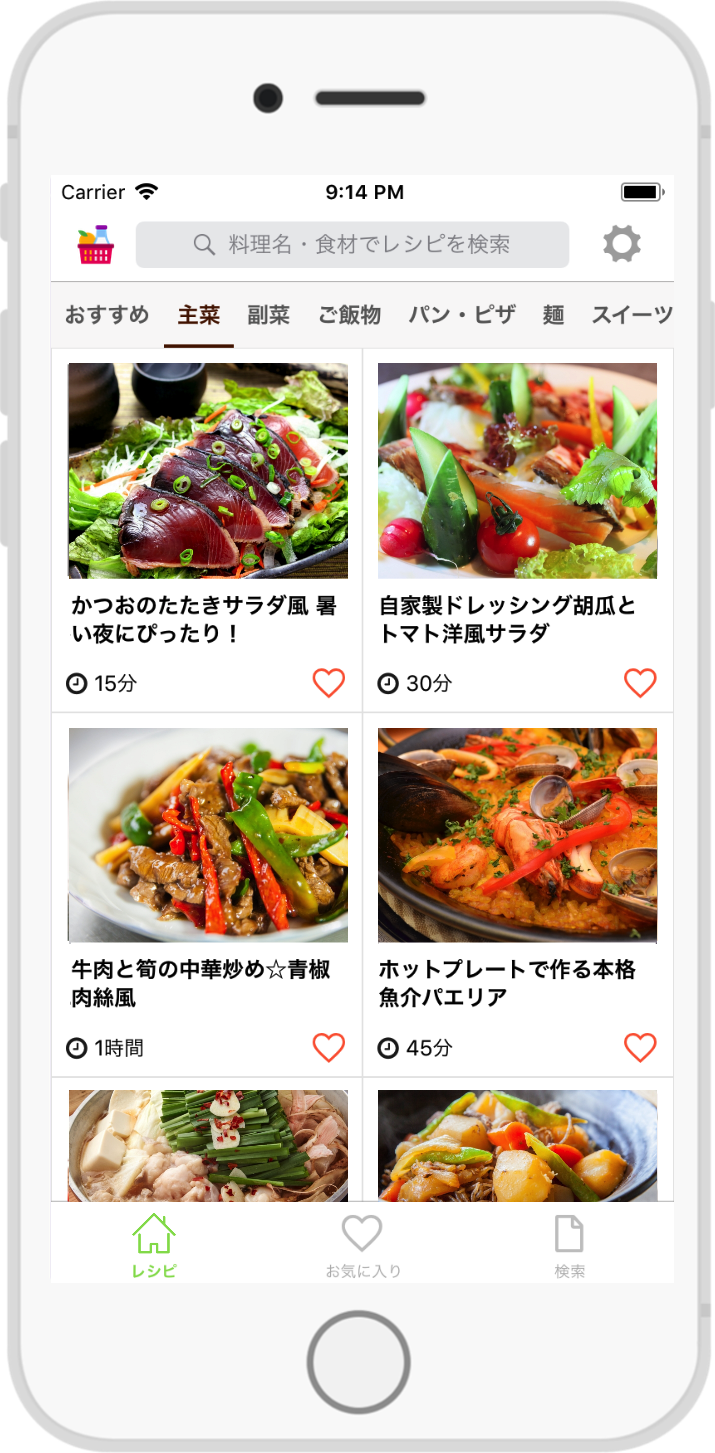 Carrier 9:14 PM
料理名・食材でレシピを検索
おすすめ 主菜 副菜 ご飯物 パン・ピザ 麺 スイーツ
かつおのたたきサラダ風 暑
い夜にぴったり！
15分
自家製ドレッシング胡瓜と
トマト洋風サラダ
30分
牛肉と筍の中華炒め☆青椒
肉絲風
1時間
ホットプレートで作る本格
魚介パエリア
45分
レシピ お気に入り 検索